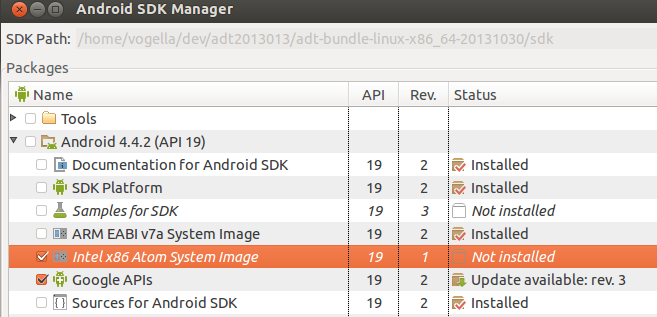 Android SDK Manager
SDK Path: /home/vogella/dev/adt2013013/adt-bundle-linux-x86_64-20131030/sdk
Packages
Name API Rev. Status
Tools
Android 4.4.2 (API 19)
Documentation for Android SDK 19 2 Installed
SDK Platform 19 2 Installed
Samples for SDK 19 3 Not installed
ARM EABI v7a System Image 19 2 Installed
Intel x86 Atom System Image 19 1 Not installed
Google APIs 19 2 Update available: rev. 3
Sources for Android SDK 19 2 Installed